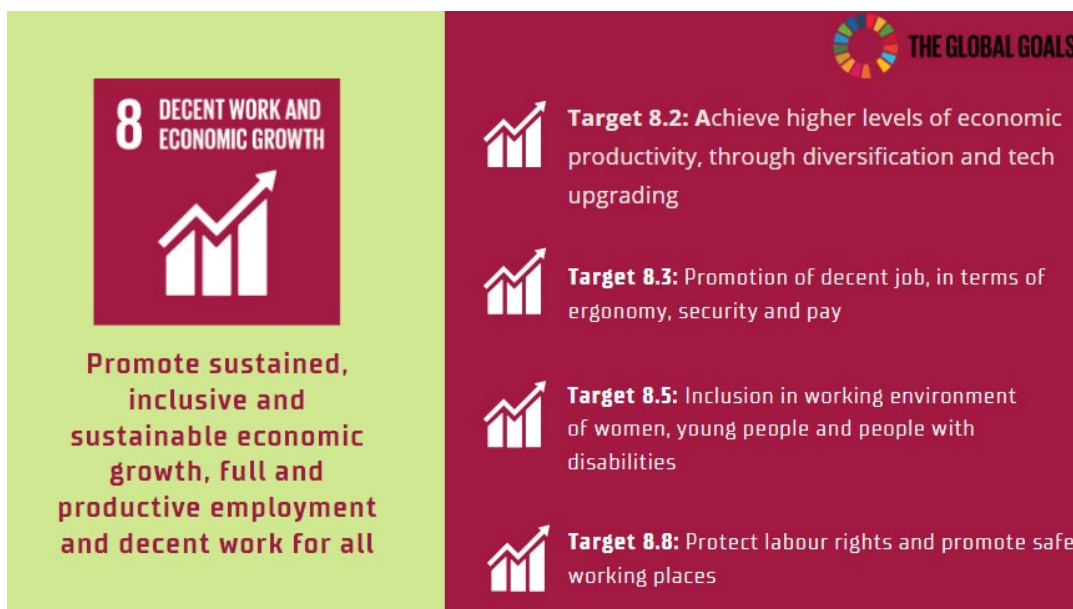 8 DECENT WORK AND
ECONOMIC GROWTH
Promote sustained,
inclusive and
sustainable economic
growth, full and
productive employment
and decent work for all
THE GLOBAL GOALS
Target 8.2: Achieve higher levels of economic
productivity, through diversification and tech
upgrading
Target 8.3: Promotion of decent job, in terms of
ergonomy, security and pay
Target 8.5: Inclusion in working environment
of women, young people and people with
disabilities
Target 8.8: Protect labour rights and promote safe
working places